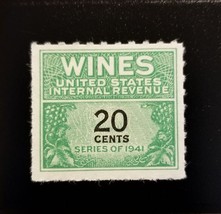 WINES
UNITED STATES
INTERNAL REVENUE
20
CENTS
SERIES OF 1941